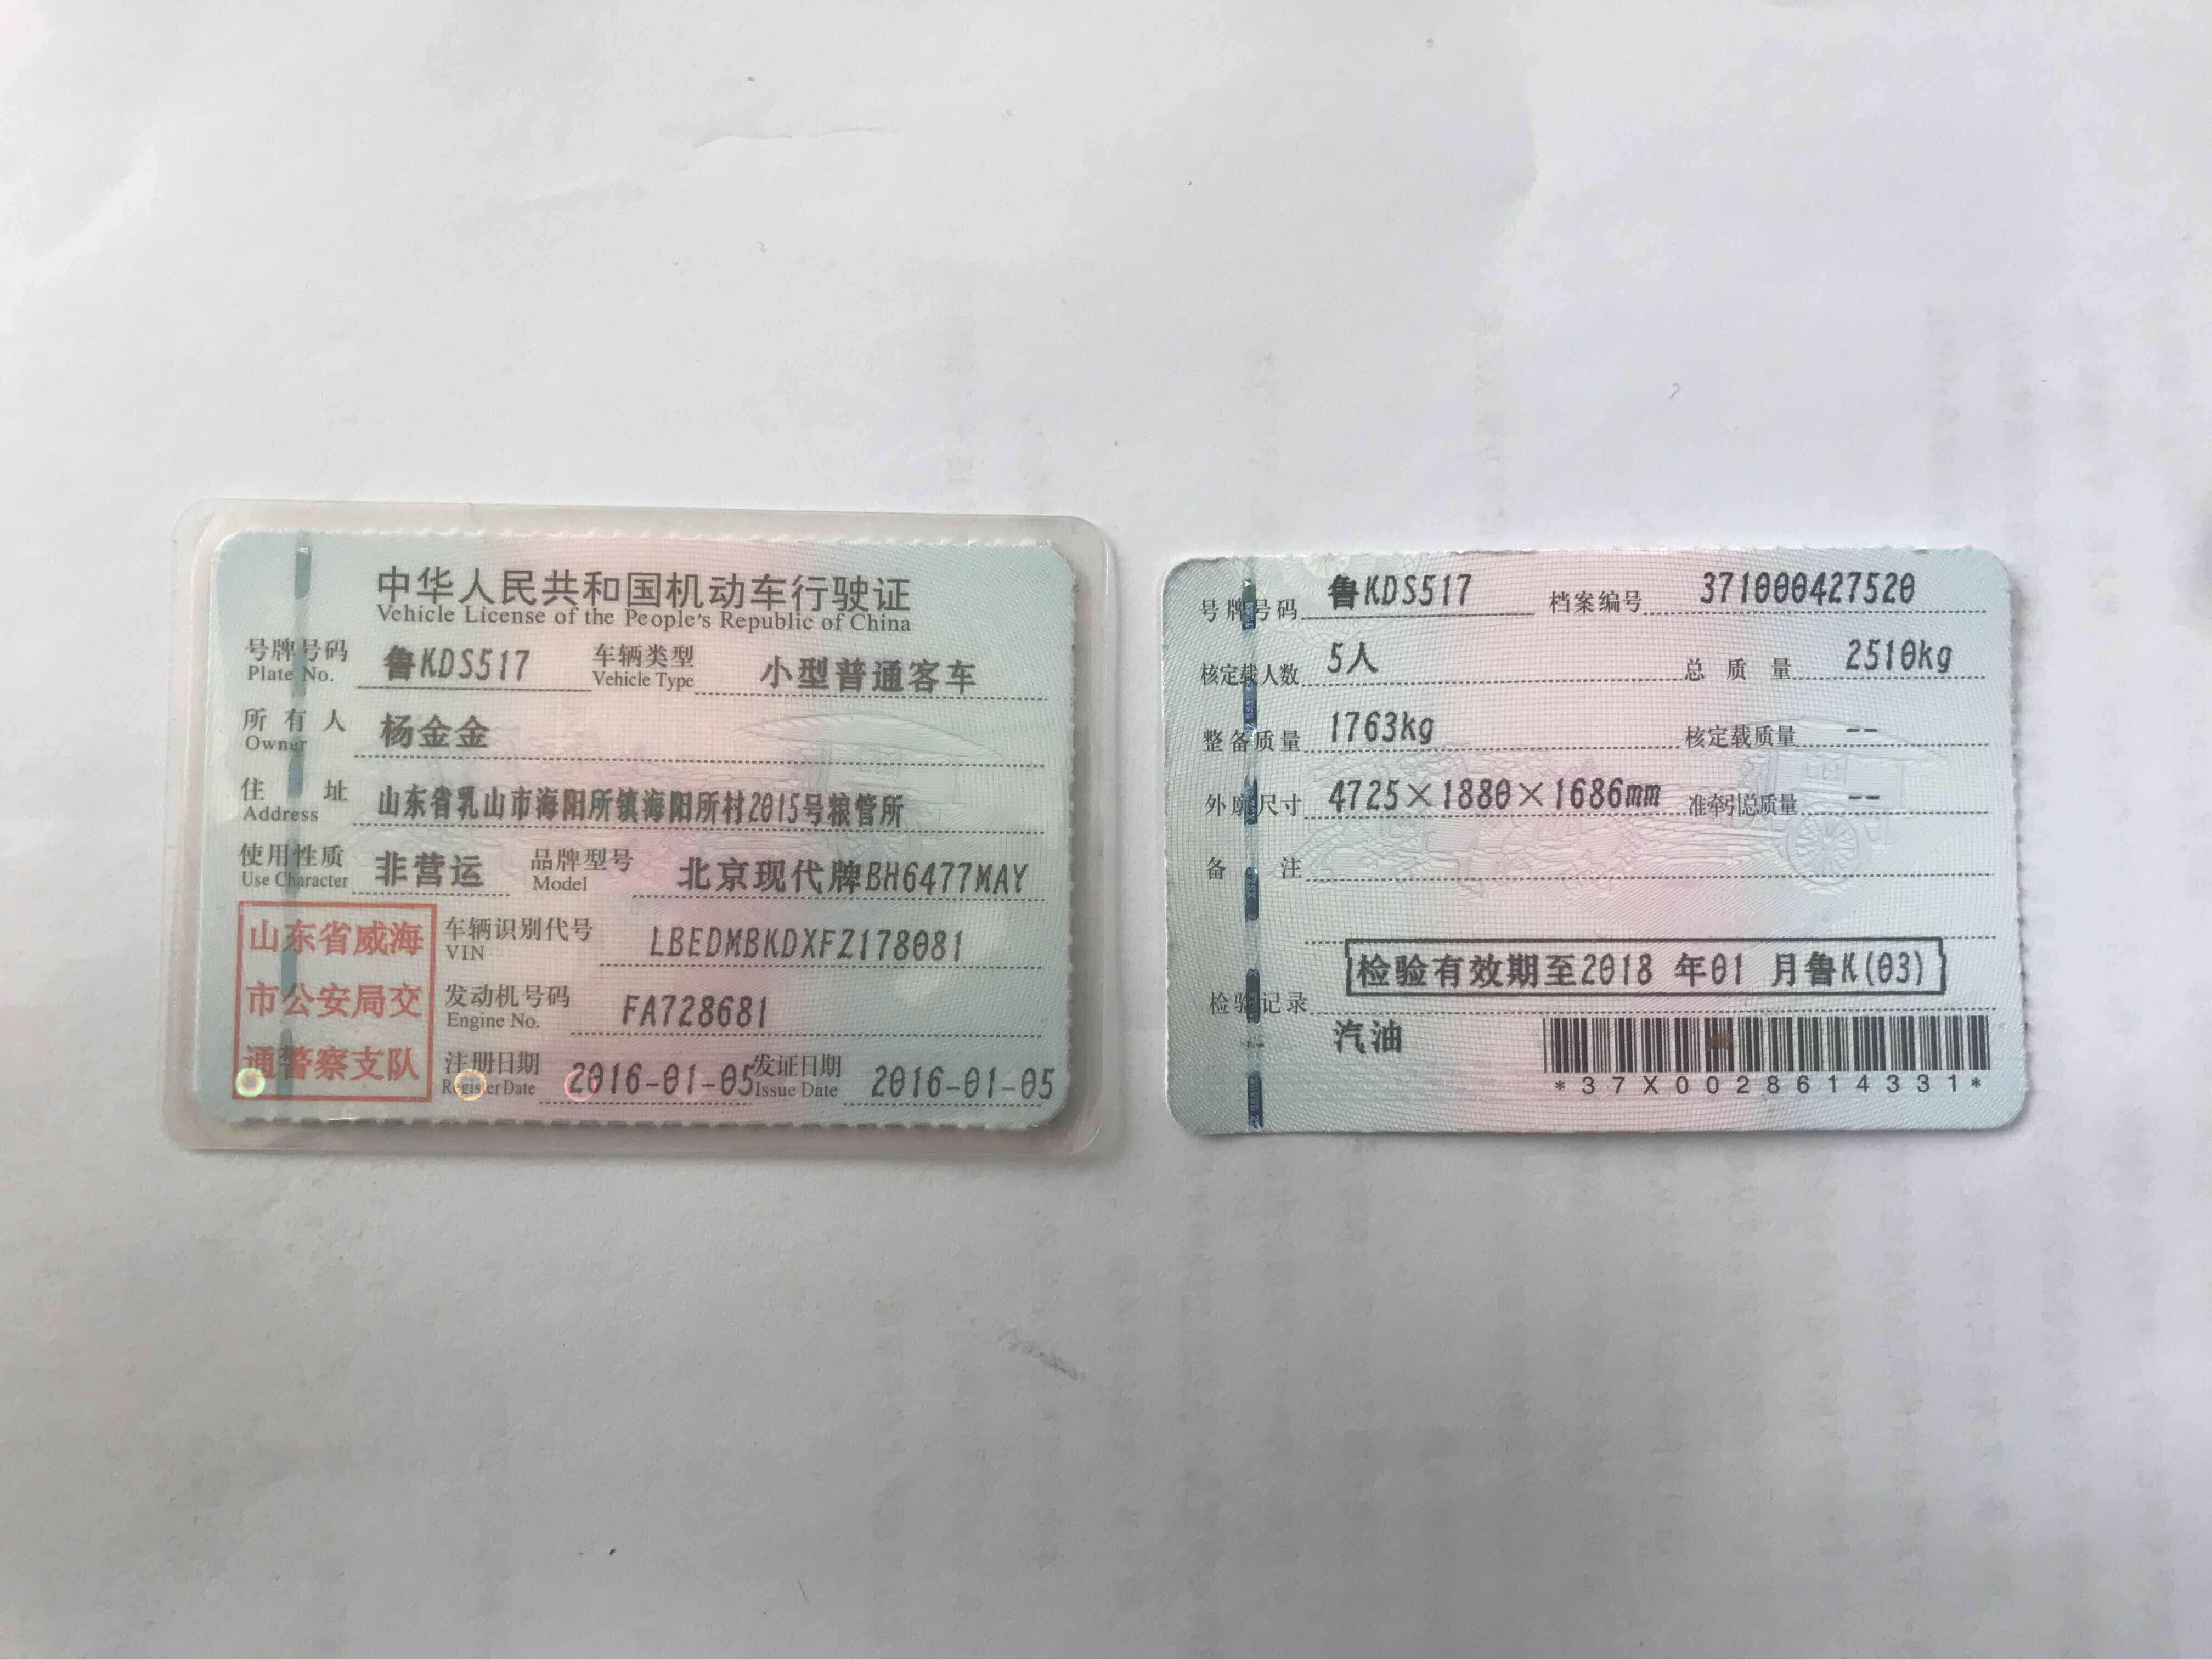 中华人民共和国机动车行驶证
Vehicle License of the People's Republic of China
号牌号码 鲁KDS517 车辆类型 小型普通客车
Plate No. Vehicle Type
所有人 杨金金
Owner
住址 山东省乳山市海阳所镇海阳所村2015号粮管所
Address
使用性质 非营运 品牌型号 北京现代牌BH6477MAY
Use Character Model
山东省威海
市公安局交
通警察支队
车辆识别代号 LBEDMBKDXFZ178081
VIN
发动机号码 FA728681
Engine No.
注册日期 2016-01-05 发证日期 2016-01-05
Register Date Issue Date
号牌号码 鲁KDS517 档案编号 371000427520
核定载人数 5人 总质量 2510kg
整备质量 1763kg 核定载质量 --
外廓尺寸 4725×1880×1686mm 准牵引总质量 --
备注
检验有效期至2018年01月鲁K(03)
检验记录
汽油
*37X0028614331*